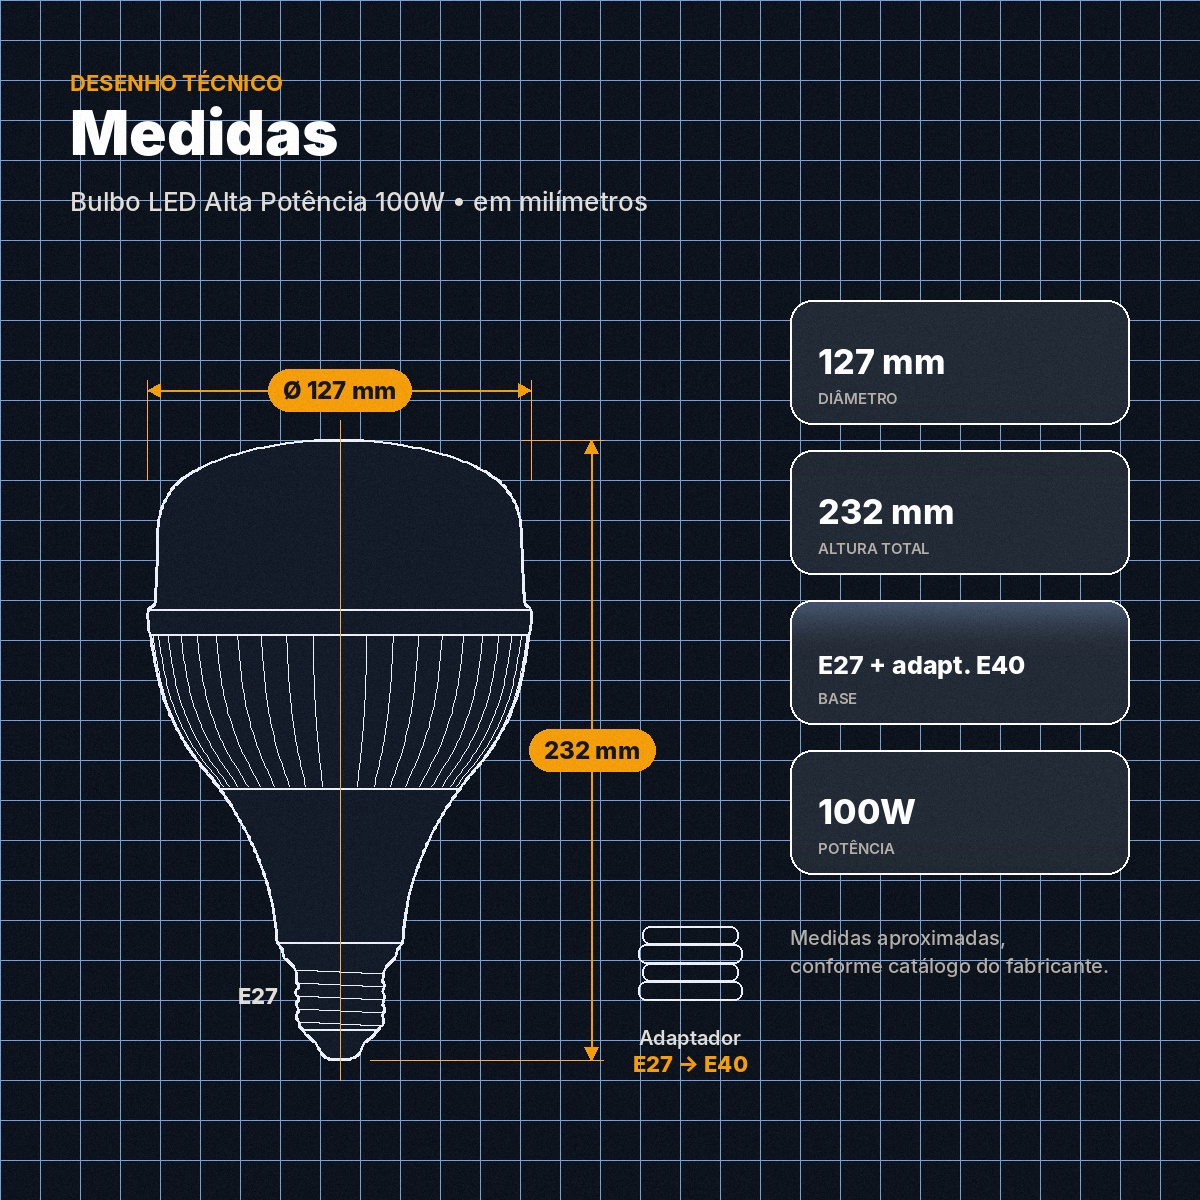 DESENHO TÉCNICO
Medidas
Bulbo LED Alta Potência 100W • em milímetros
Ø 127 mm
232 mm
E27
Adaptador
E27 → E40
127 mm
DIÂMETRO
232 mm
ALTURA TOTAL
E27 + adapt. E40
BASE
100W
POTÊNCIA
Medidas aproximadas,
conforme catálogo do fabricante.